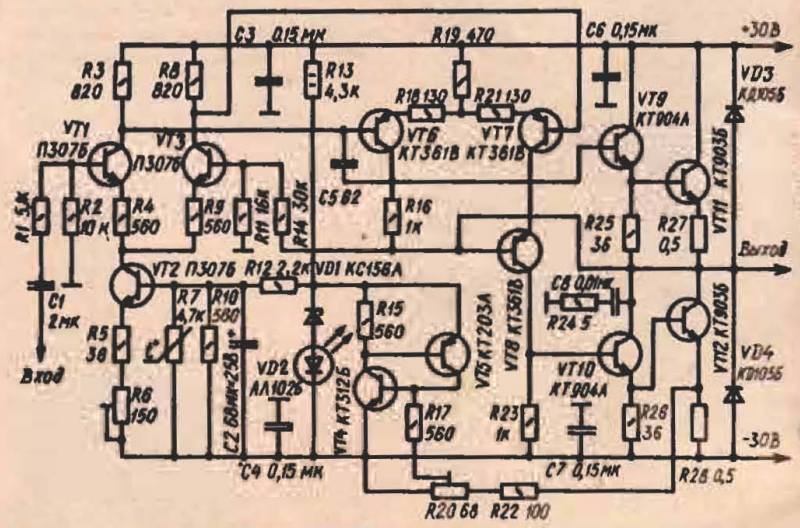 C3 0,15 мк
R19 470
C6 0,15мк
+30В
R3 820
R8 820
R13 4,3к
R18 130
R21 130
VT9 КТ904А
VD3 КД105Б
VT1 П307Б
VT3 П307Б
VT6 КТ361В
VT7 КТ361В
VT11 КТ903Б
C5 82
R1 5,1к
R2 10 к
R4 560
R9 560
R11 16к
R14 30к
R16 1к
R25 36
R27 0,5
Выход
VT2 П307Б
R12 2,2к
VD1 КС156А
VT8 КТ361В
C8 0,01мк
R24 5
VT12 КТ903Б
C1 2мк
R5 36
R7 4,7к
t°
R10 560
R15 560
VT5 КТ203А
Вход
C2 68мк×25В
+
VD2 АЛ102Б
VT4 КТ312Б
VT10 КТ904А
VD4 КД105Б
R6 150
R17 560
R23 1к
R26 36
-30В
C4 0,15 мк
C7 0,15мк
R28 0,5
R20 68
R22 100